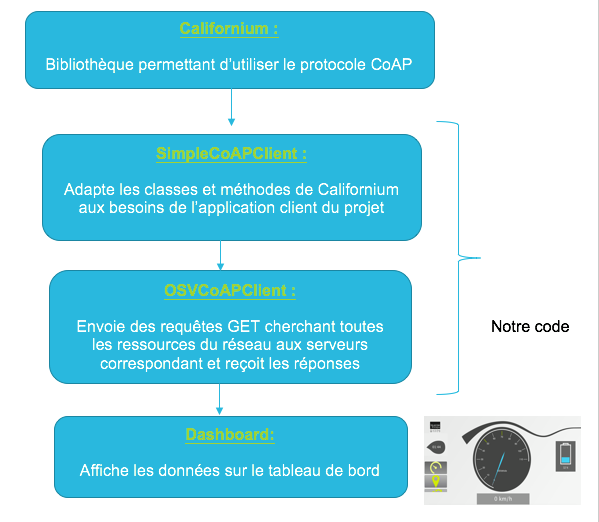 Californium :
Bibliothèque permettant d'utiliser le protocole CoAP
SimpleCoAPClient :
Adapte les classes et méthodes de Californium
aux besoins de l'application client du projet
OSVCoAPClient :
Envoie des requêtes GET cherchant toutes
les ressources du réseau aux serveurs
correspondant et reçoit les réponses
Notre code
Dashboard:
Affiche les données sur le tableau de bord
0 km/h